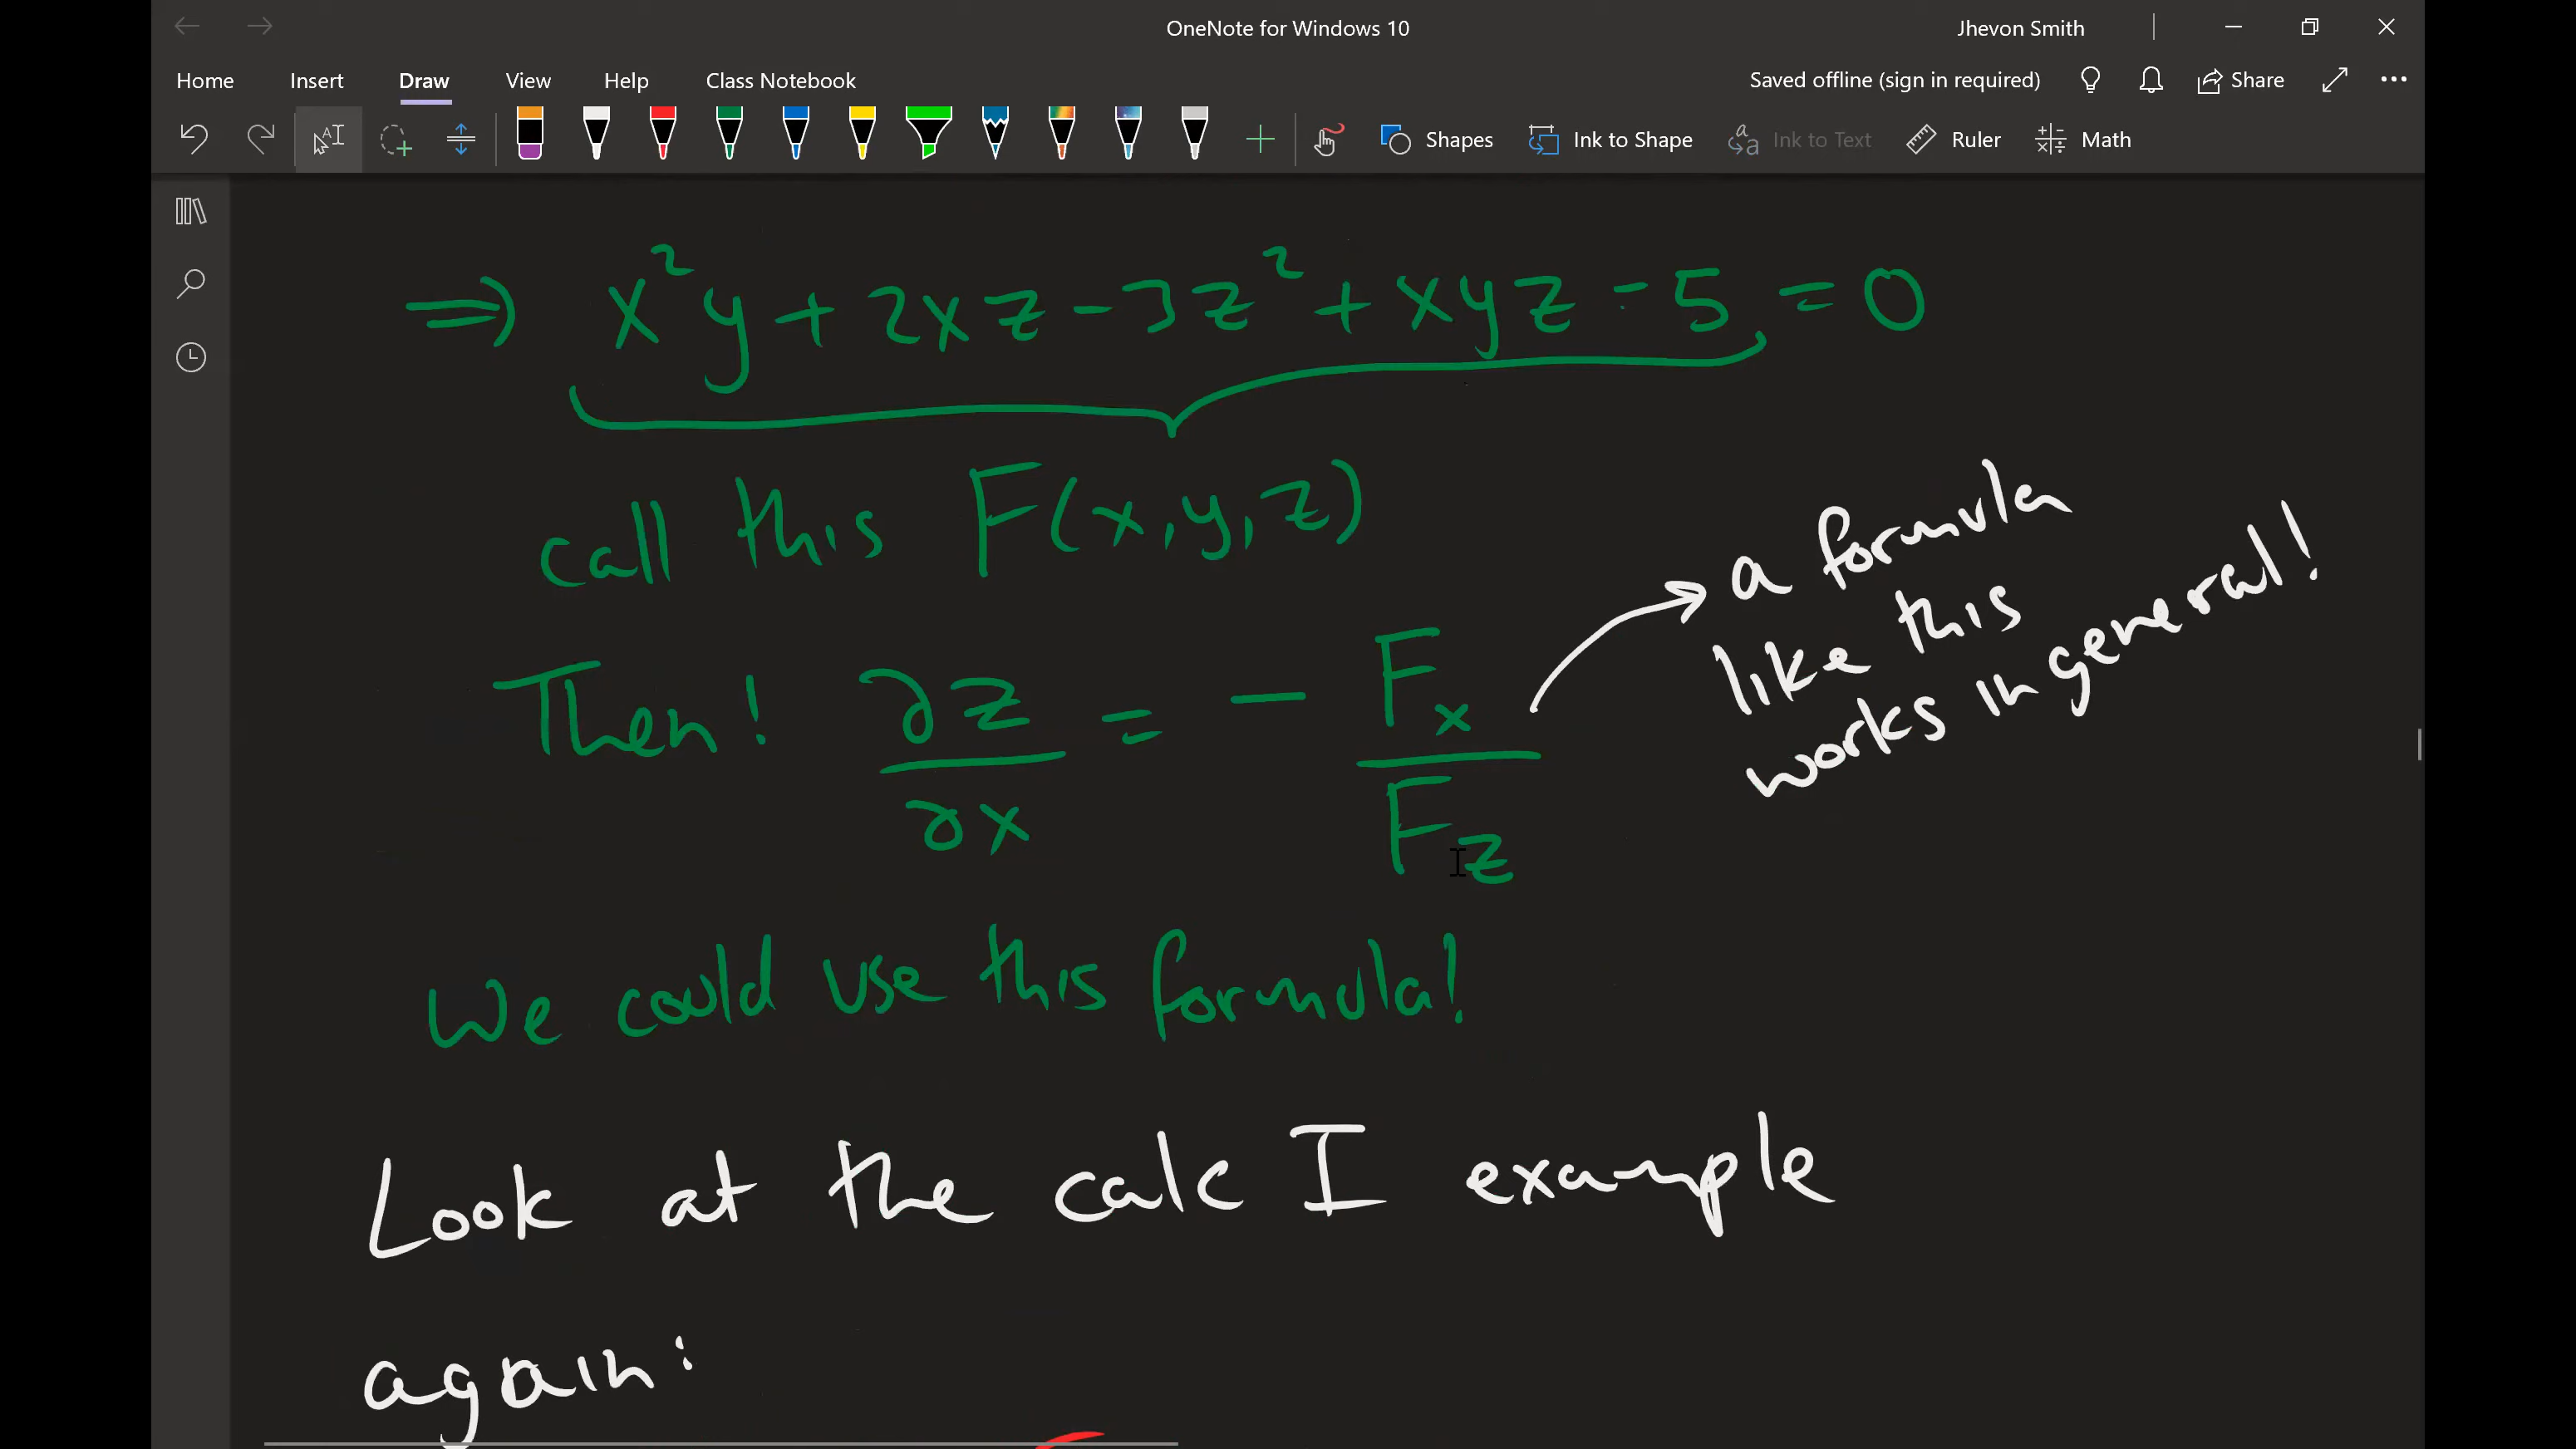 OneNote for Windows 10
Jhevon Smith
Home Insert Draw View Help Class Notebook
Saved offline (sign in required) Share
Shapes Ink to Shape Ink to Text Ruler Math
⇒ x²y + 2xz - 3z² + xyz - 5 = 0
call this F(x,y,z)
Then! ∂z/∂x = - Fx/Fz
a formula
like this
works in general!
We could use this formula!
Look at the calc I example
again: